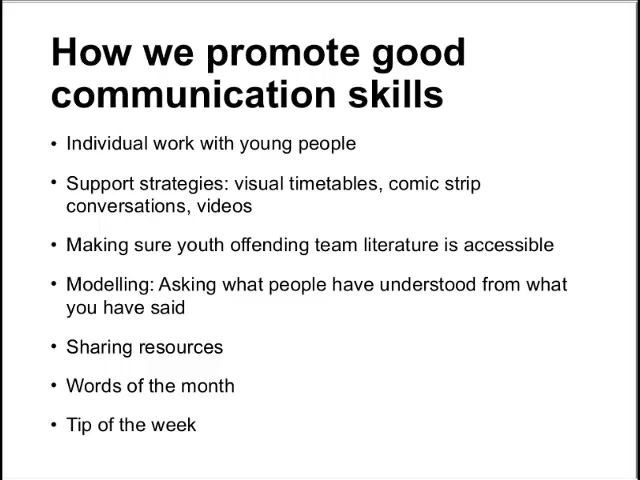 How we promote good
communication skills
• Individual work with young people
• Support strategies: visual timetables, comic strip
conversations, videos
• Making sure youth offending team literature is accessible
• Modelling: Asking what people have understood from what
you have said
• Sharing resources
• Words of the month
• Tip of the week